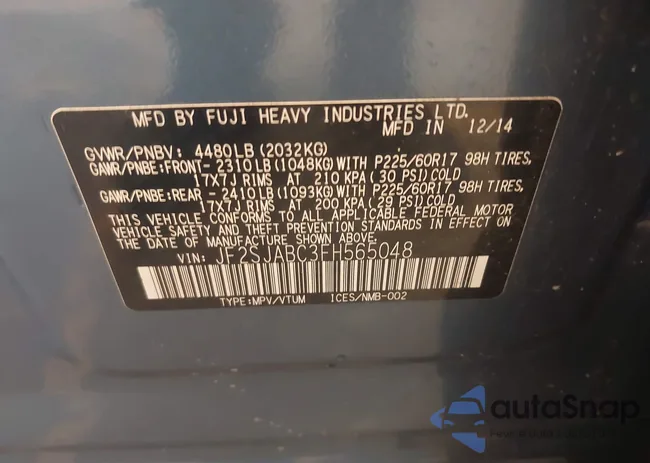 MFD BY FUJI HEAVY INDUSTRIES LTD.
MFD IN 12/14
GVWR/PNBV: 4480LB (2032KG)
GAWR/PNBE:FRONT- 2310LB (1048KG) WITH P225/60R17 98H TIRES,
17X7J RIMS AT 210 KPA (30 PSI) COLD
GAWR/PNBE:REAR -2410LB (1093KG) WITH P225/60R17 98H TIRES,
17X7J RIMS AT 200 KPA (29 PSI) COLD
THIS VEHICLE CONFORMS TO ALL APPLICABLE FEDERAL MOTOR
VEHICLE SAFETY AND THEFT PREVENTION STANDARDS IN EFFECT ON
THE DATE OF MANUFACTURE SHOWN ABOVE.
VIN: JF2SJABC3FH565048
TYPE:MPV/VTUM ICES/NMB-002
autoSnap